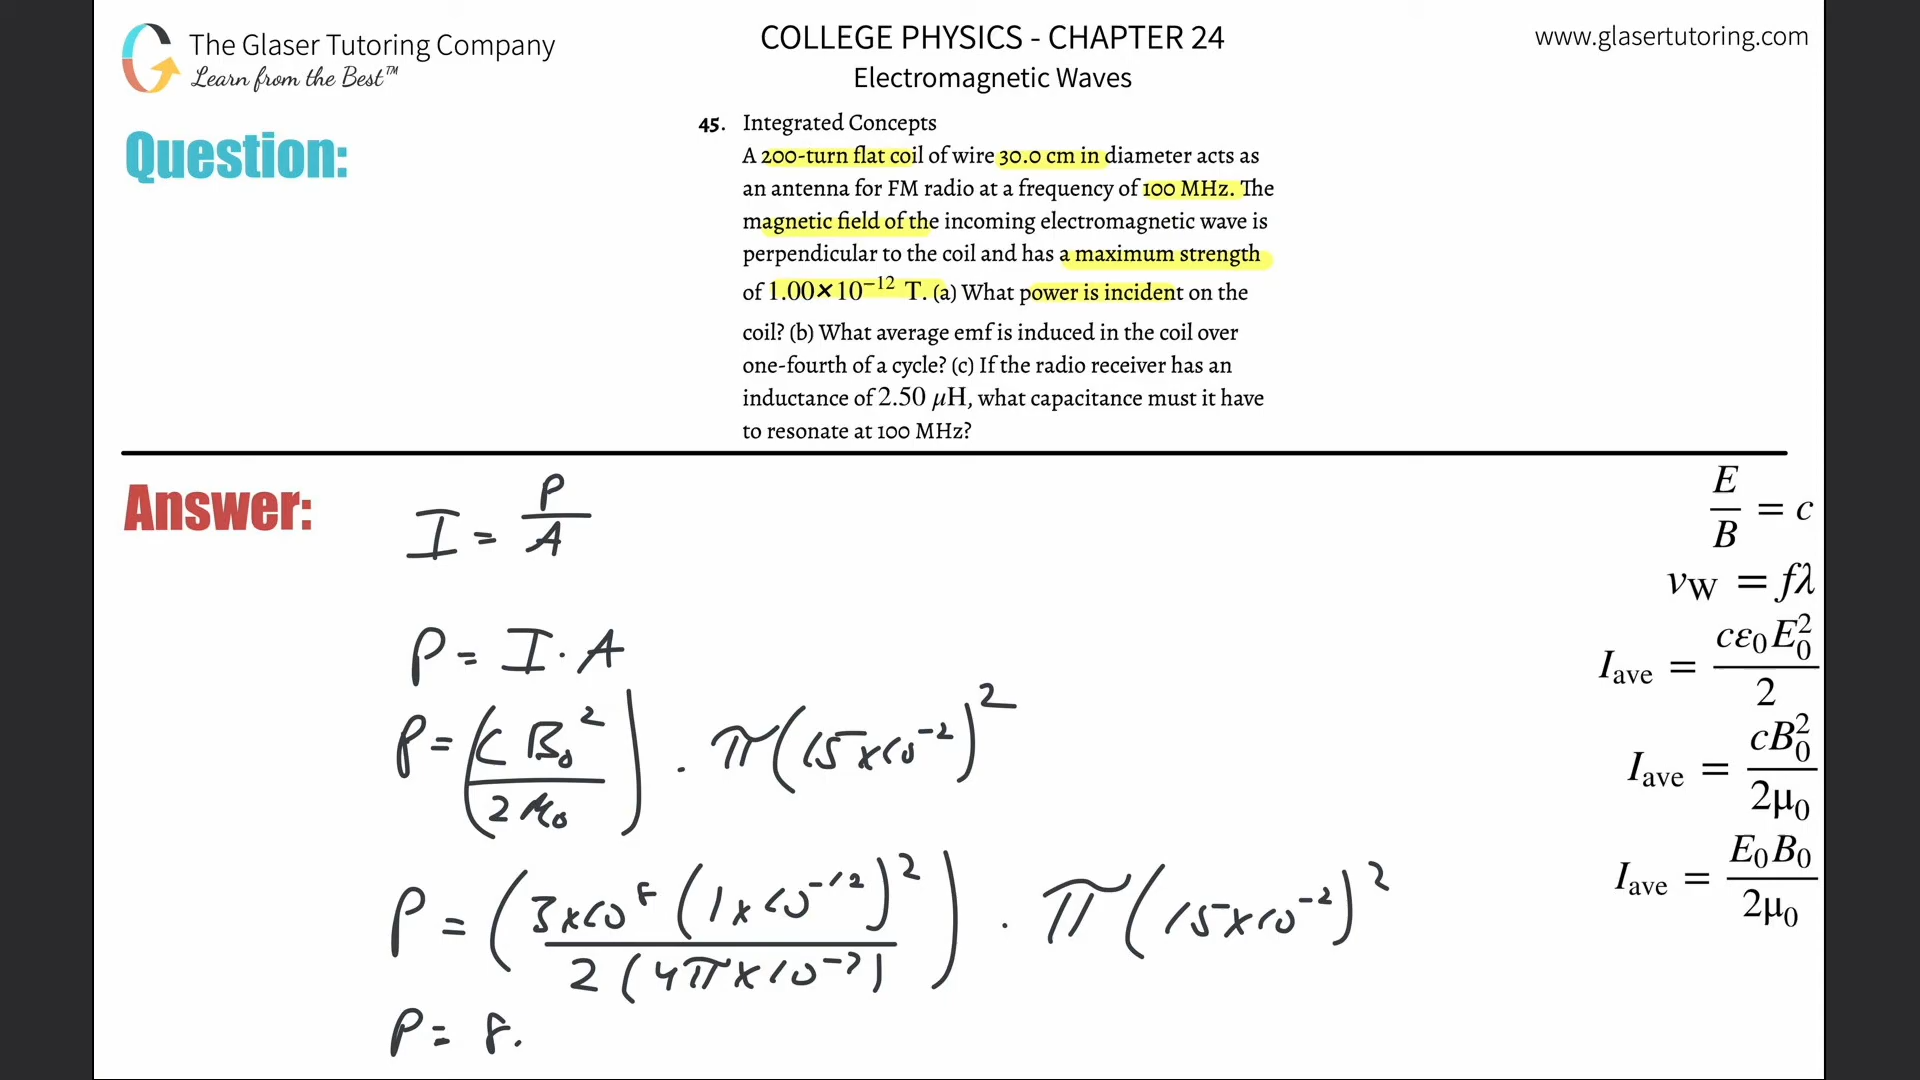 The Glaser Tutoring Company
Learn from the Best™
COLLEGE PHYSICS - CHAPTER 24
Electromagnetic Waves
www.glasertutoring.com
Question:
45. Integrated Concepts
A 200-turn flat coil of wire 30.0 cm in diameter acts as
an antenna for FM radio at a frequency of 100 MHz. The
magnetic field of the incoming electromagnetic wave is
perpendicular to the coil and has a maximum strength
of 1.00×10⁻¹² T. (a) What power is incident on the
coil? (b) What average emf is induced in the coil over
one-fourth of a cycle? (c) If the radio receiver has an
inductance of 2.50 μH, what capacitance must it have
to resonate at 100 MHz?
Answer:
I = P/A
P = I · A
P = (C B₀²/2μ₀) · π(15×10⁻²)²
P = (3×10⁸ (1×10⁻¹²)²/2(4π×10⁻⁷)) · π(15×10⁻²)²
P = 8.
E/B = c
v_W = fλ
I_ave = cε₀E₀²/2
I_ave = cB₀²/2μ₀
I_ave = E₀B₀/2μ₀